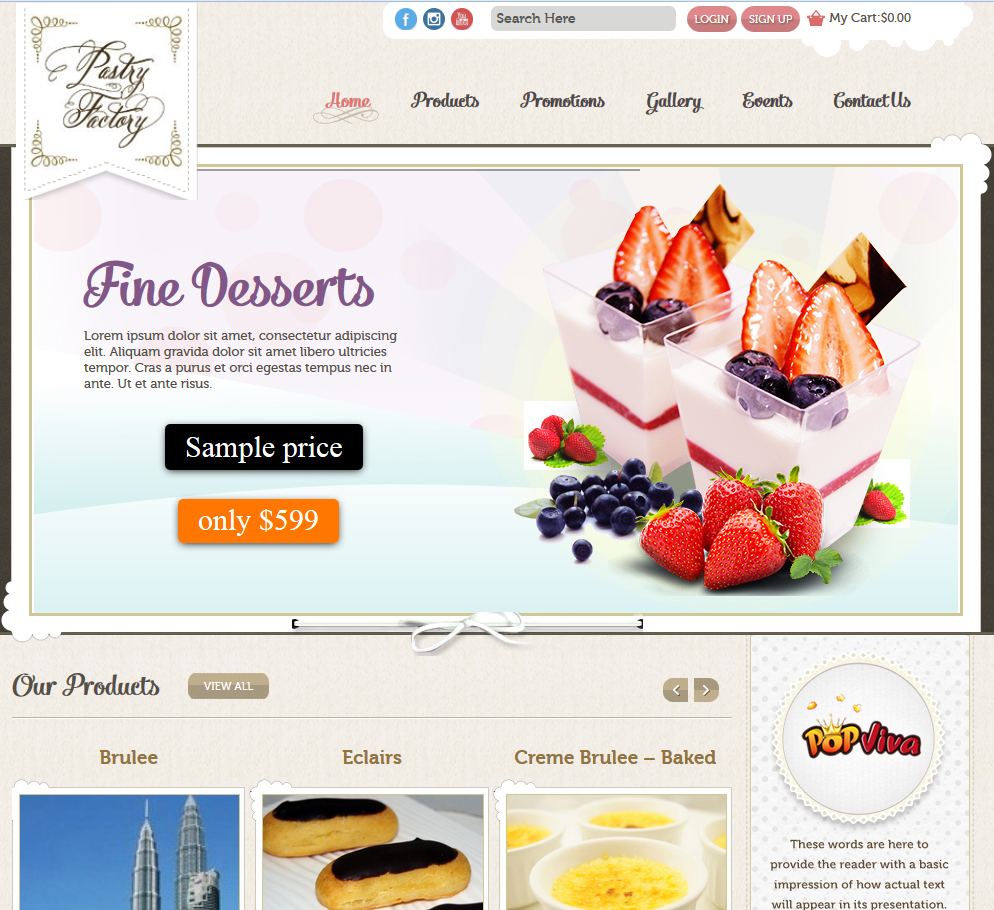 Pastry
Factory
f
You
Search Here
LOGIN
SIGN UP
My Cart:$0.00
Home
Products
Promotions
Gallery
Events
Contact Us
Fine Desserts
Lorem ipsum dolor sit amet, consectetur adipiscing
elit. Aliquam gravida dolor sit amet libero ultricies
tempor. Cras a purus et orci egestas tempus nec in
ante. Ut et ante risus.
Sample price
only $599
Our Products
VIEW ALL
Brulee
Eclairs
Creme Brulee – Baked
POPViva
These words are here to
provide the reader with a basic
impression of how actual text
will appear in its presentation.